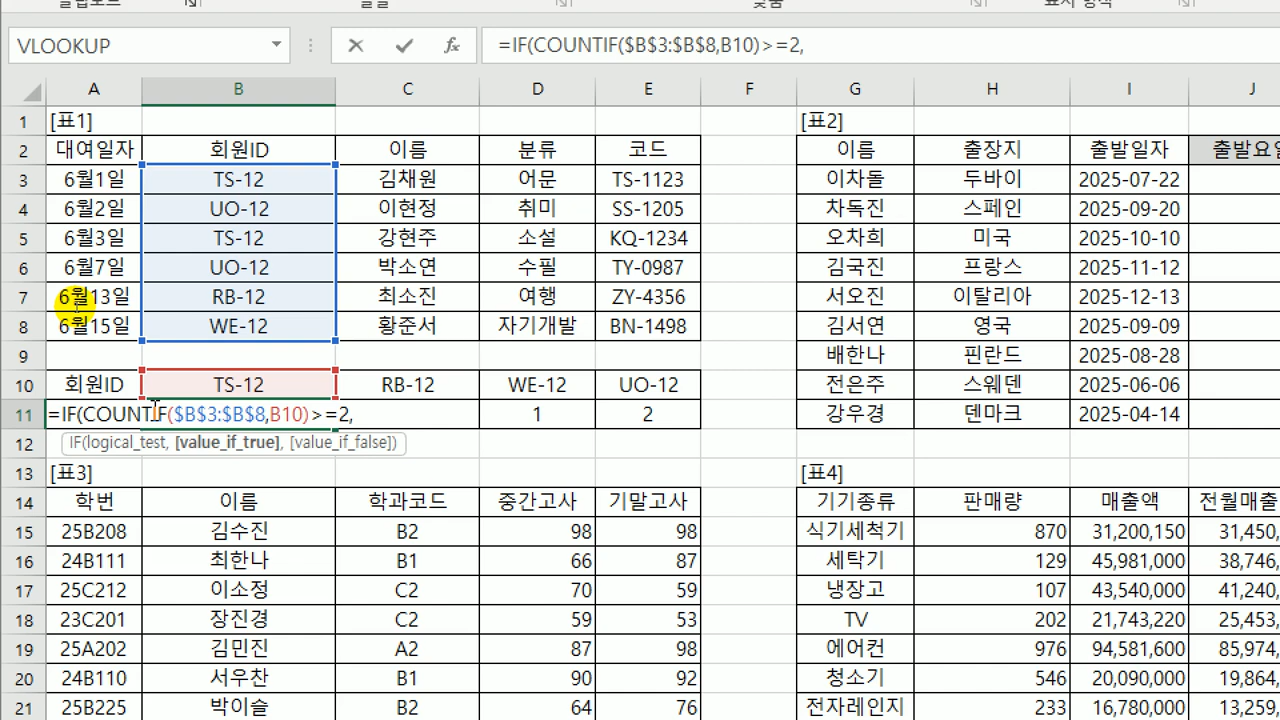 VLOOKUP =IF(COUNTIF($B$3:$B$8,B10)>=2,
A B C D E F G H I J
1 [표1] [표2]
2 대여일자 회원ID 이름 분류 코드 이름 출장지 출발일자
3 6월1일 TS-12 김채원 어문 TS-1123 이차돌 두바이 2025-07-22
4 6월2일 UO-12 이현정 취미 SS-1205 차독진 스페인 2025-09-20
5 6월3일 TS-12 강현주 소설 KQ-1234 오차희 미국 2025-10-10
6 6월7일 UO-12 박소연 수필 TY-0987 김국진 프랑스 2025-11-12
7 6월13일 RB-12 최소진 여행 ZY-4356 서오진 이탈리아 2025-12-13
8 6월15일 WE-12 황준서 자기개발 BN-1498 김서연 영국 2025-09-09
9 배한나 핀란드 2025-08-28
10 회원ID TS-12 RB-12 WE-12 UO-12 전은주 스웨덴 2025-06-06
11 =IF(COUNTIF($B$3:$B$8,B10)>=2, 1 2 강우경 덴마크 2025-04-14
12 IF(logical_test, [value_if_true], [value_if_false])
13 [표3] [표4]
14 학번 이름 학과코드 중간고사 기말고사 기기종류 판매량 매출액 전월매출
15 25B208 김수진 B2 98 98 식기세척기 870 31,200,150 31,450,
16 24B111 최한나 B1 66 87 세탁기 129 45,981,000 38,746,
17 25C212 이소정 C2 70 59 냉장고 107 43,540,000 41,240,
18 23C201 장진경 C2 59 53 TV 202 21,743,220 25,453,
19 25A202 김민진 A2 87 98 에어컨 976 94,581,600 85,974,
20 24B110 서우찬 B1 90 92 청소기 546 20,090,000 19,864,
21 25B225 박이슬 B2 64 76 전자레인지 233 16,780,000 13,259,